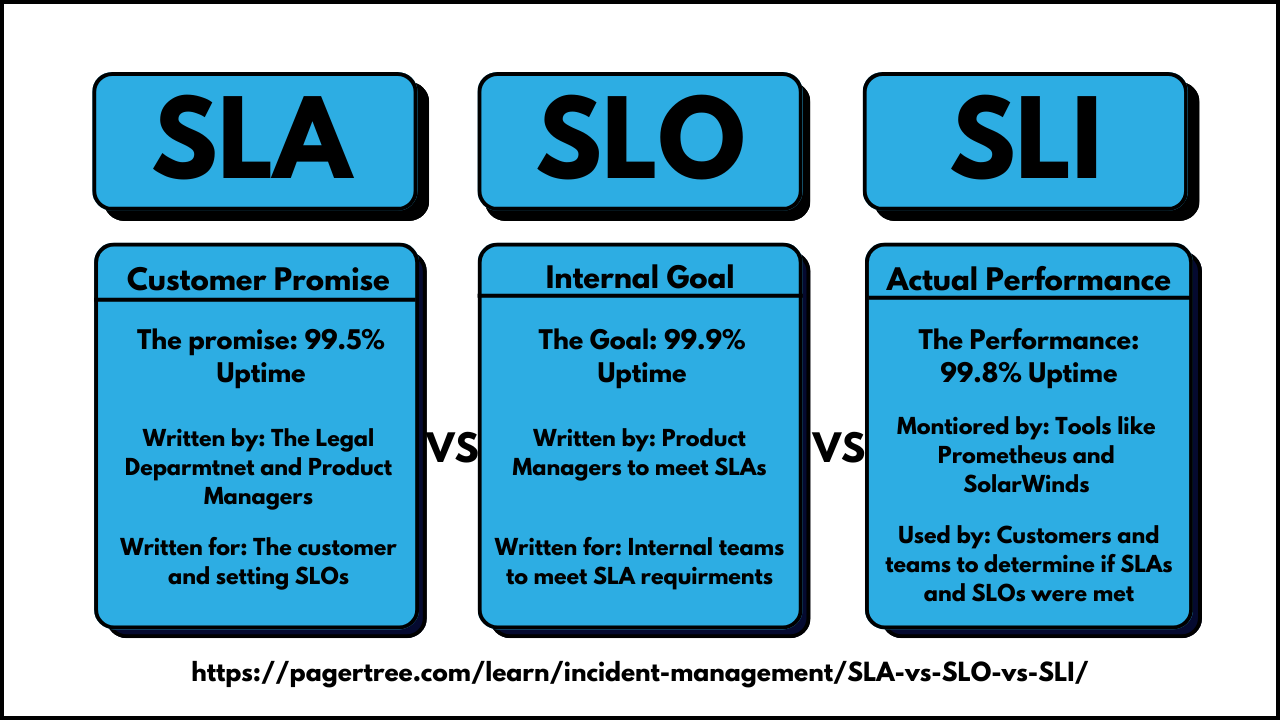 SLA
SLO
SLI
Customer Promise
The promise: 99.5%
Uptime
Written by: The Legal
Deparmtnet and Product
Managers
Written for: The customer
and setting SLOs
VS
Internal Goal
The Goal: 99.9%
Uptime
Written by: Product
Managers to meet SLAs
Written for: Internal teams
to meet SLA requirments
VS
Actual Performance
The Performance:
99.8% Uptime
Montiored by: Tools like
Prometheus and
SolarWinds
Used by: Customers and
teams to determine if SLAs
and SLOs were met
https://pagertree.com/learn/incident-management/SLA-vs-SLO-vs-SLI/